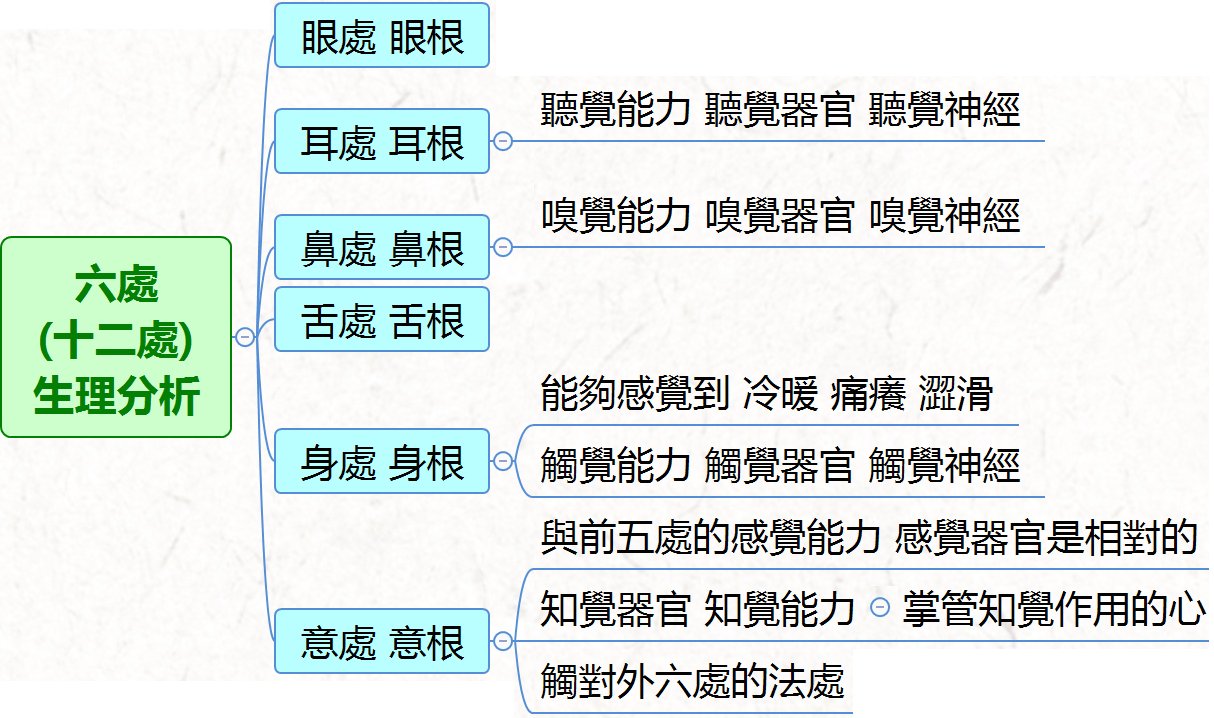 六處
(十二處)
生理分析
眼處 眼根
耳處 耳根
聽覺能力 聽覺器官 聽覺神經
鼻處 鼻根
嗅覺能力 嗅覺器官 嗅覺神經
舌處 舌根
身處 身根
能夠感覺到 冷暖 痛癢 澀滑
觸覺能力 觸覺器官 觸覺神經
意處 意根
與前五處的感覺能力 感覺器官是相對的
知覺器官 知覺能力 掌管知覺作用的心
觸對外六處的法處